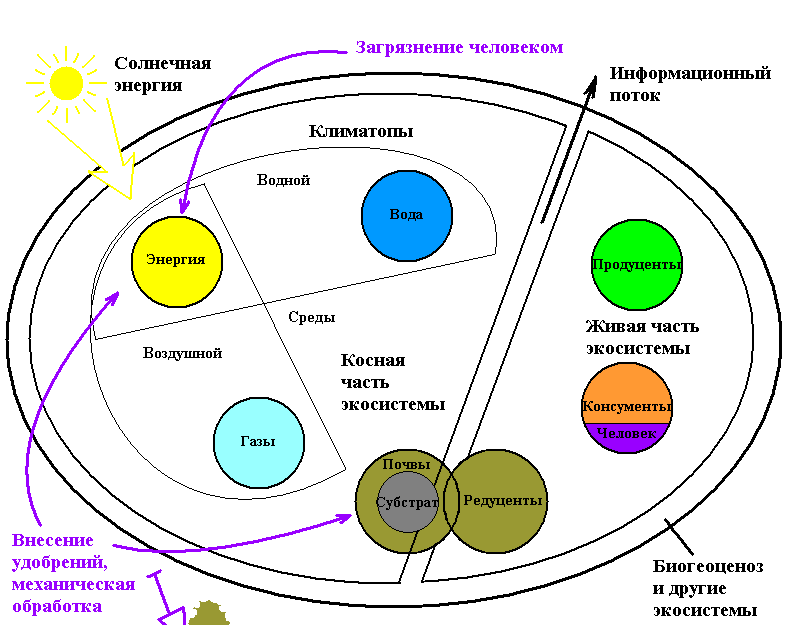 Загрязнение человеком
Солнечная
энергия
Информационный
поток
Климатопы
Водной
Вода
Энергия
Продуценты
Среды
Живая часть
экосистемы
Воздушной
Косная
часть
экосистемы
Консументы
Человек
Газы
Почвы
Субстрат
Редуценты
Внесение
удобрений,
механическая
обработка
Биогеоценоз
и другие
экосистемы